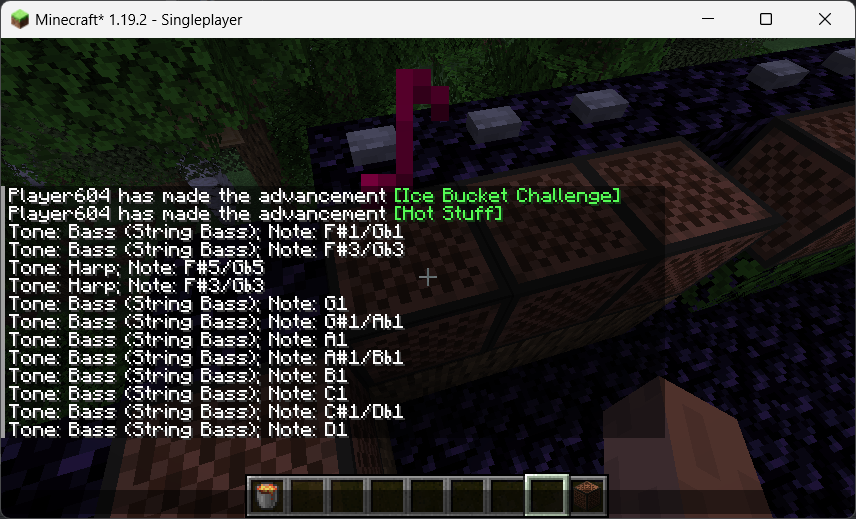 Minecraft* 1.19.2 - Singleplayer
Player604 has made the advancement [Ice Bucket Challenge]
Player604 has made the advancement [Hot Stuff]
Tone: Bass (String Bass); Note: F#1/Gb1
Tone: Bass (String Bass); Note: F#3/Gb3
Tone: Harp; Note: F#5/Gb5
Tone: Harp; Note: F#3/Gb3
Tone: Bass (String Bass); Note: G1
Tone: Bass (String Bass); Note: G#1/Ab1
Tone: Bass (String Bass); Note: A1
Tone: Bass (String Bass); Note: A#1/Bb1
Tone: Bass (String Bass); Note: B1
Tone: Bass (String Bass); Note: C1
Tone: Bass (String Bass); Note: C#1/Db1
Tone: Bass (String Bass); Note: D1